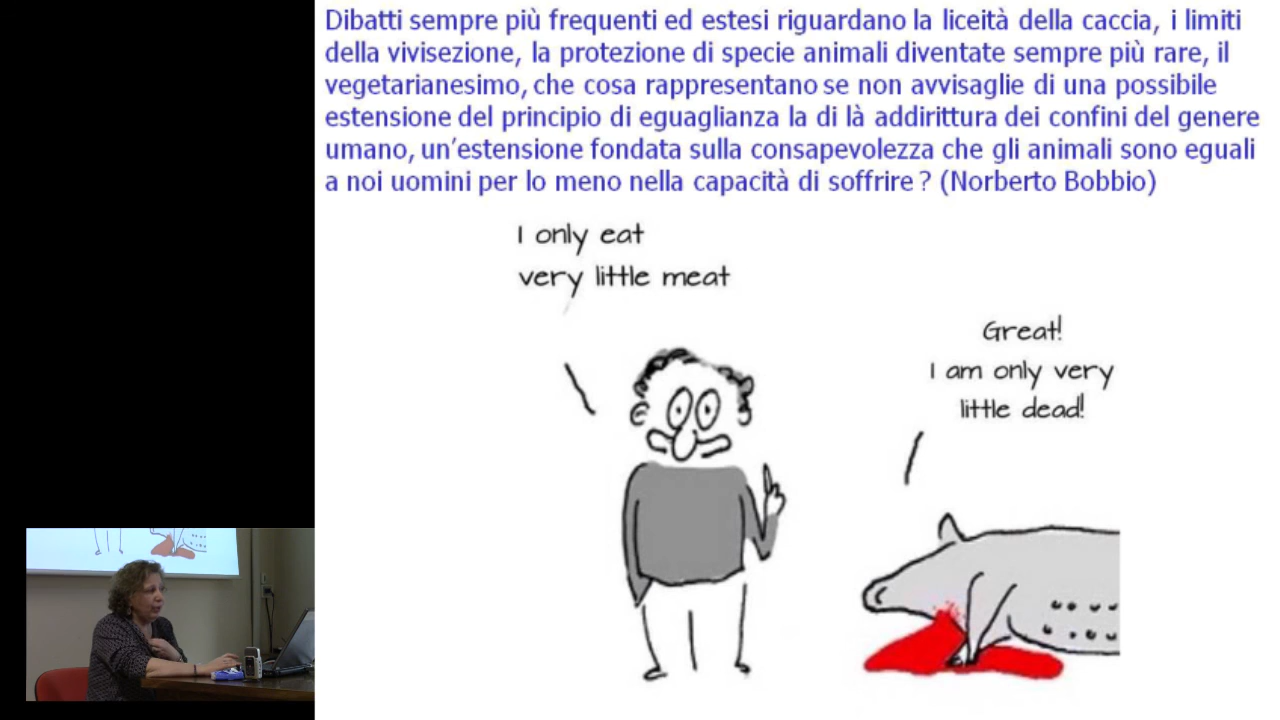 Dibatti sempre più frequenti ed estesi riguardano la liceità della caccia, i limiti
della vivisezione, la protezione di specie animali diventate sempre più rare, il
vegetarianesimo, che cosa rappresentano se non avvisaglie di una possibile
estensione del principio di eguaglianza la di là addirittura dei confini del genere
umano, un'estensione fondata sulla consapevolezza che gli animali sono eguali
a noi uomini per lo meno nella capacità di soffrire ? (Norberto Bobbio)
I only eat
very little meat
Great!
I am only very
little dead!